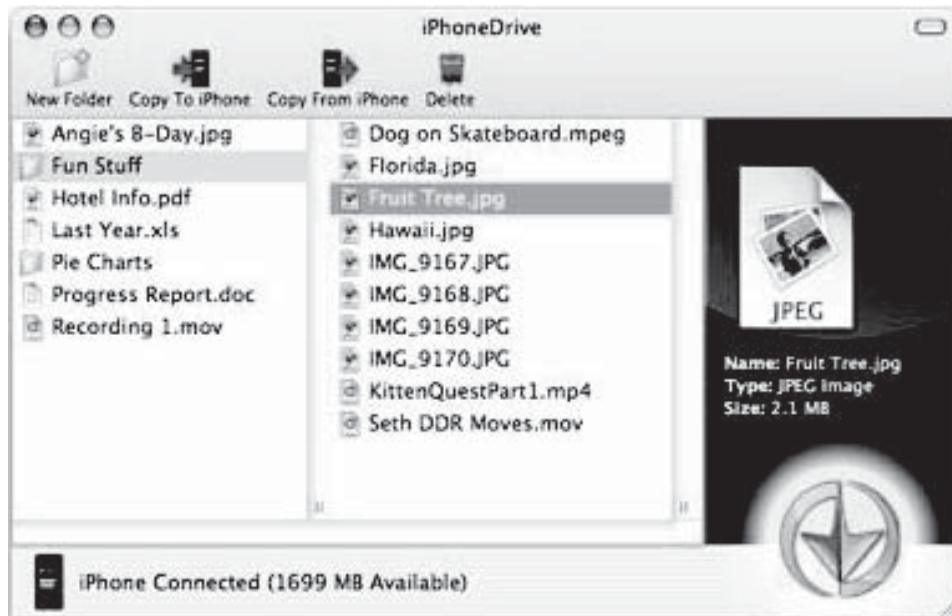 iPhoneDrive
New Folder Copy To iPhone Copy From iPhone Delete
Angie's B-Day.jpg
Fun Stuff
Hotel Info.pdf
Last Year.xls
Pie Charts
Progress Report.doc
Recording 1.mov
Dog on Skateboard.mpeg
Florida.jpg
Fruit Tree.jpg
Hawaii.jpg
IMG_9167.JPG
IMG_9168.JPG
IMG_9169.JPG
IMG_9170.JPG
KittenQuestPart1.mp4
Seth DDR Moves.mov
JPEG
Name: Fruit Tree.jpg
Type: JPEG Image
Size: 2.1 MB
iPhone Connected (1699 MB Available)